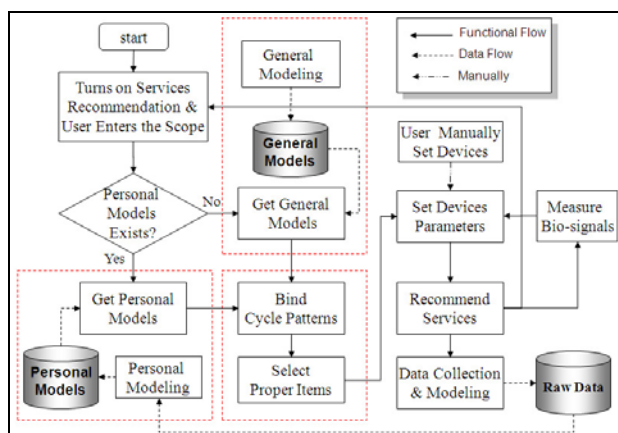 start
Turns on Services
Recommendation &
User Enters the Scope
Personal
Models
Exists?
No
Yes
Get Personal
Models
Personal
Models
Personal
Modeling
General
Modeling
General
Models
Get General
Models
Bind
Cycle Patterns
Select
Proper Items
Functional Flow
Data Flow
Manually
User Manually
Set Devices
Set Devices
Parameters
Measure
Bio-signals
Recommend
Services
Data Collection
& Modeling
Raw Data